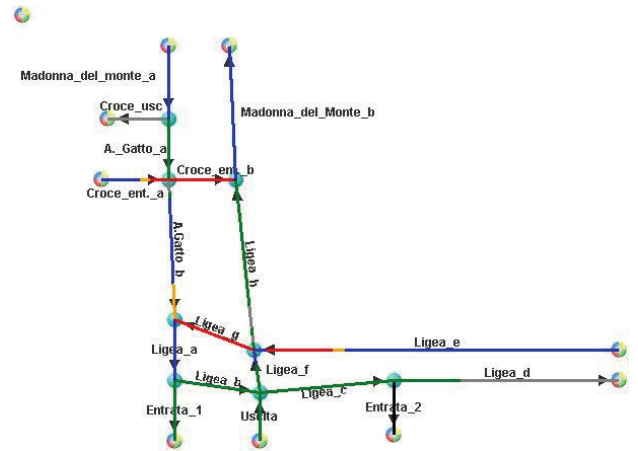 Madonna_del_monte_a
Croce_usc
Madonna_del_Monte_b
A._Gatto_a
Croce_ent._b
Croce_ent._a
A.Gatto_b
Ligea_h
Ligea_g
Ligea_e
Ligea_a
Ligea_f
Ligea_d
Ligea_b
Ligea_c
Entrata_1
Uscita
Entrata_2